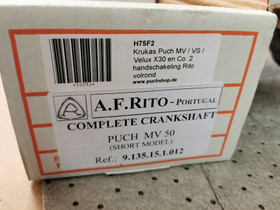 H75F2
Krukas Puch MV / VS /
Velux X30 en Co. 2
handschakeling Rito
volrond
www.puchshop.de
A.F.RITO - PORTUGAL
COMPLETE CRANKSHAFT
PUCH MV 50
(SHORT MODEL)
Ref.: 9.135.15.1.012